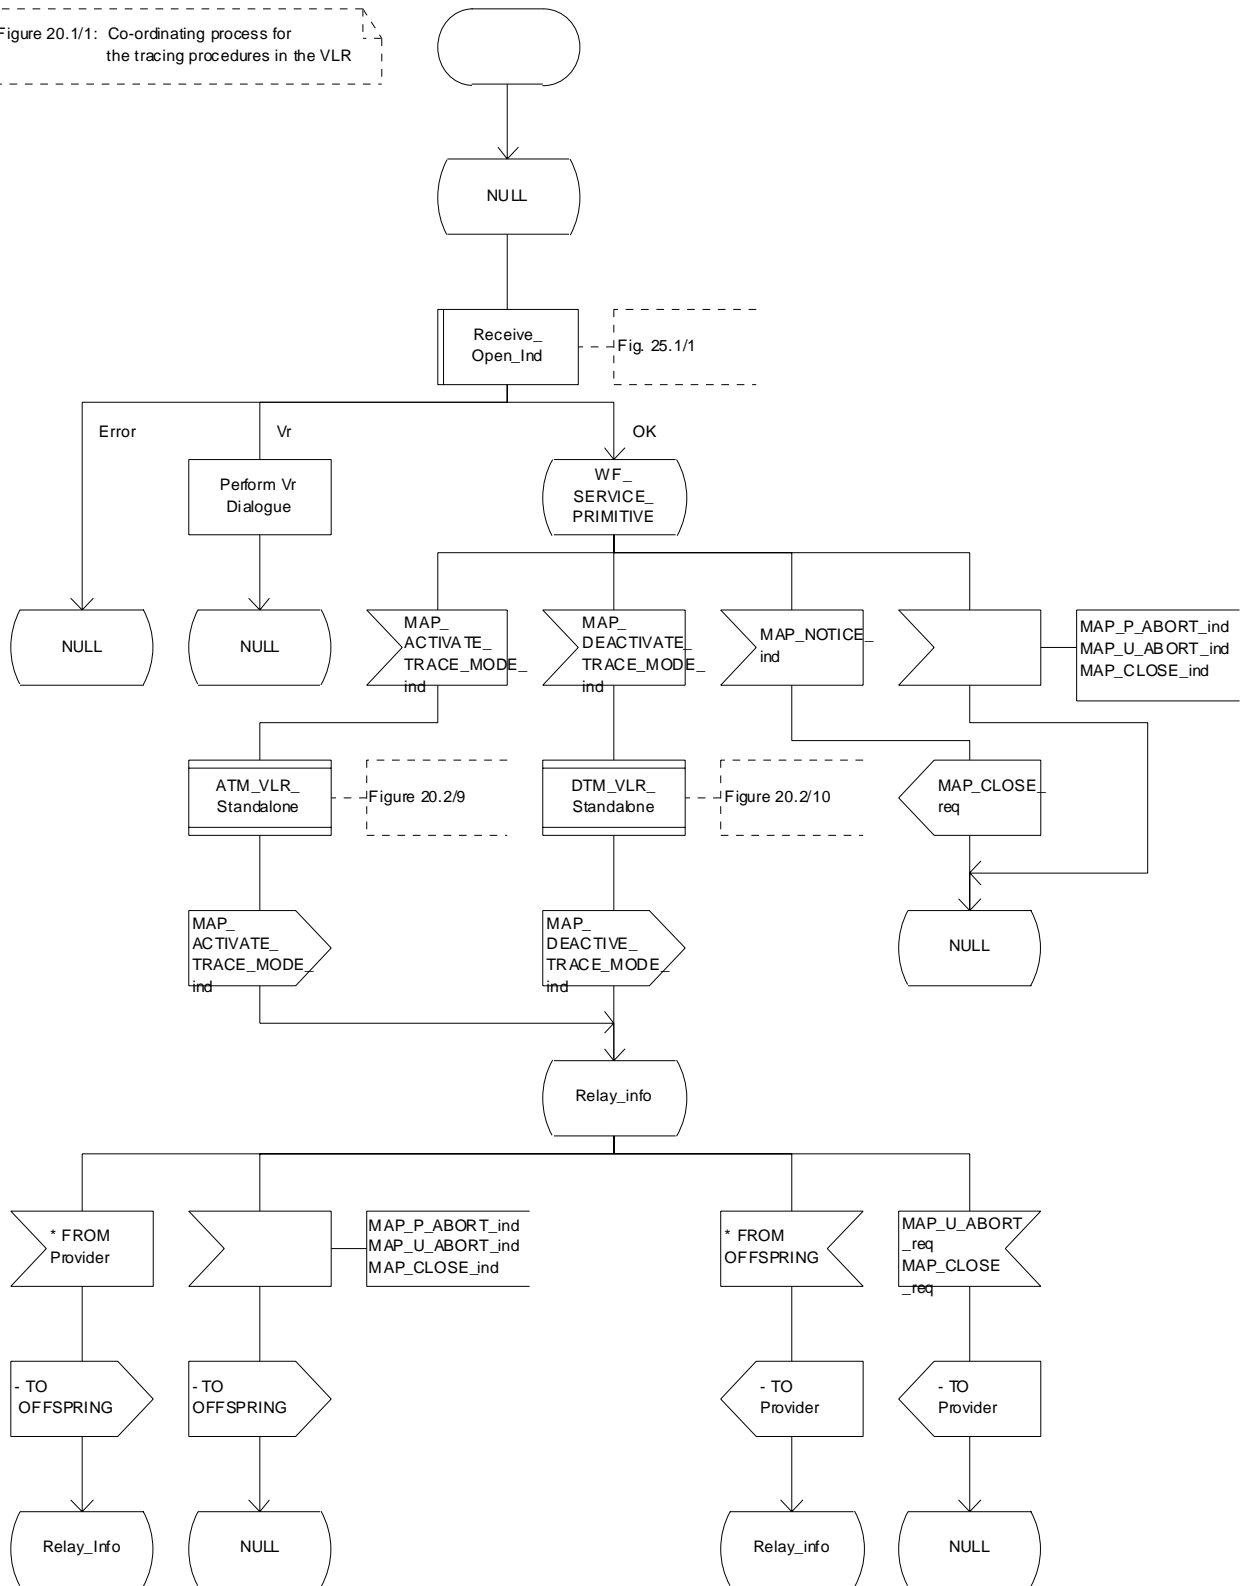 Figure 20.1/1: Co-ordinating process for
the tracing procedures in the VLR
NULL
Receive_
Open_Ind
Fig. 25.1/1
Error
Vr
OK
Perform Vr
Dialogue
WF_
SERVICE_
PRIMITIVE
NULL
NULL
MAP_
ACTIVATE_
TRACE_MODE_
ind
MAP_
DEACTIVATE_
TRACE_MODE_
ind
MAP_NOTICE_
ind
MAP_P_ABORT_ind
MAP_U_ABORT_ind
MAP_CLOSE_ind
ATM_VLR_
Standalone
Figure 20.2/9
DTM_VLR_
Standalone
Figure 20.2/10
MAP_CLOSE_
req
MAP_
ACTIVATE_
TRACE_MODE_
ind
MAP_
DEACTIVE_
TRACE_MODE_
ind
NULL
Relay_info
* FROM
Provider
MAP_P_ABORT_ind
MAP_U_ABORT_ind
MAP_CLOSE_ind
* FROM
OFFSPRING
MAP_U_ABORT
_req
MAP_CLOSE
_req
- TO
OFFSPRING
- TO
OFFSPRING
- TO
Provider
- TO
Provider
Relay_Info
NULL
Relay_info
NULL